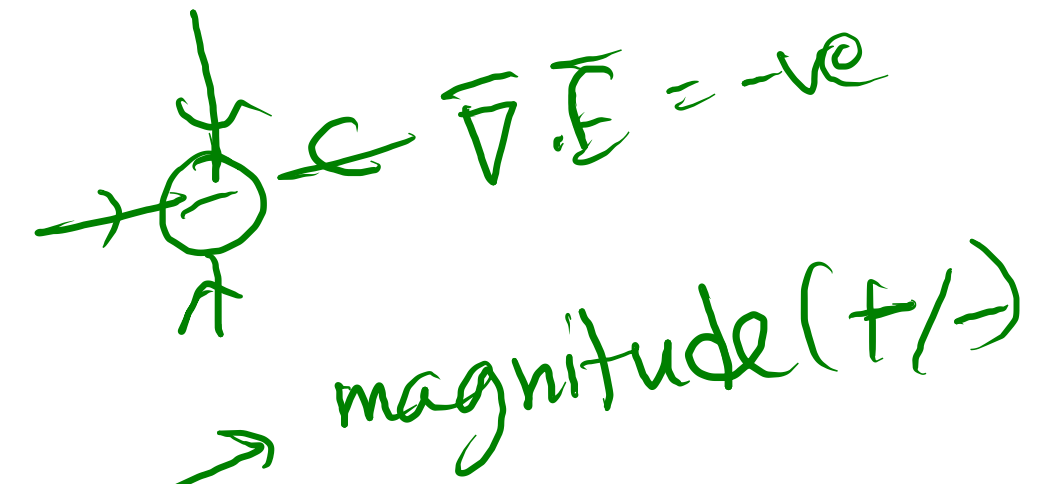 ∇̅ . E̅ = -ve
-
magnitude (+/-)